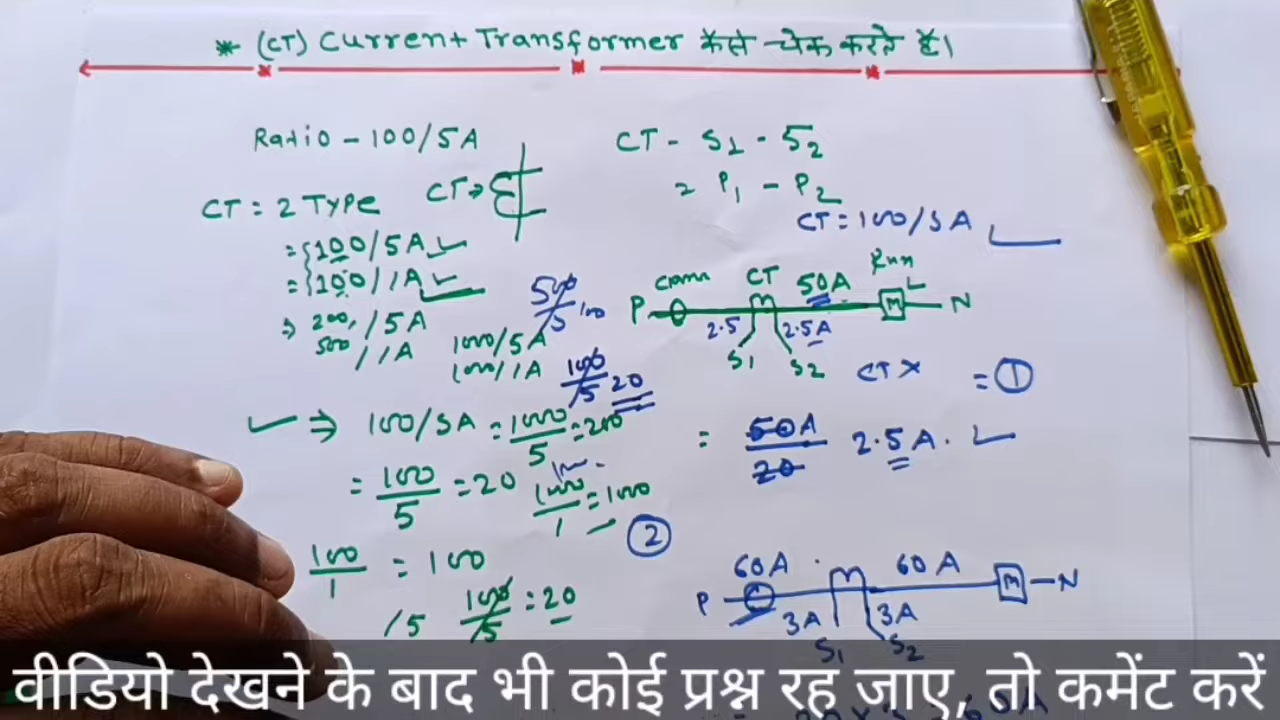 * (CT) Current Transformer कैसे चेक करते हैं।
Ratio - 100/5A
CT - S1 - S2
= P1 - P2
CT = 2 Type
CT →
CT = 100/5A
= {100/5A ✓
= {100/1A ✓
⇒ 200, /5A
500 /1A
1000/5A
1000/1A
500/5 100
100/5 20
P CT 50A Run M N
2.5 2.5A
S1 S2
CT X = ①
✓ ⇒ 100/5A = 1000/5 = 200
= 50A/20 2.5A. ✓
= 100/5 = 20
1000/1 = 1000
②
100/1 = 100
/5 100/5 = 20
60A 60A
P M - N
3A 3A
S1 S2
वीडियो देखने के बाद भी कोई प्रश्न रह जाए, तो कमेंट करें